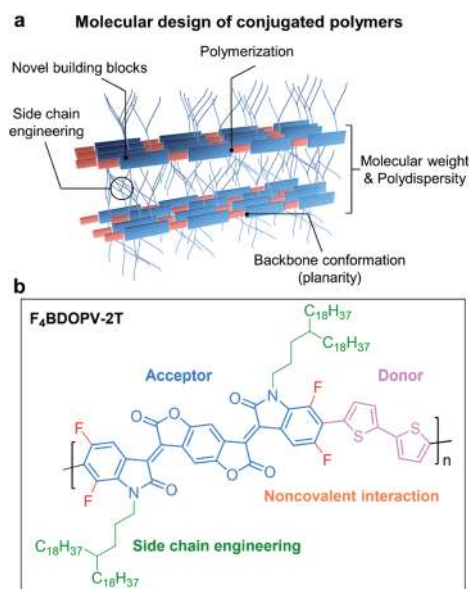 a
Molecular design of conjugated polymers
Polymerization
Novel building blocks
Side chain
engineering
Molecular weight
& Polydispersity
Backbone conformation
(planarity)
b
F₄BDOPV-2T
C₁₈H₃₇
C₁₈H₃₇
Acceptor
Donor
O
N
F
S
F
O
O
O
S
n
F
F
O
O
N
O
Noncovalent interaction
C₁₈H₃₇
Side chain engineering
C₁₈H₃₇